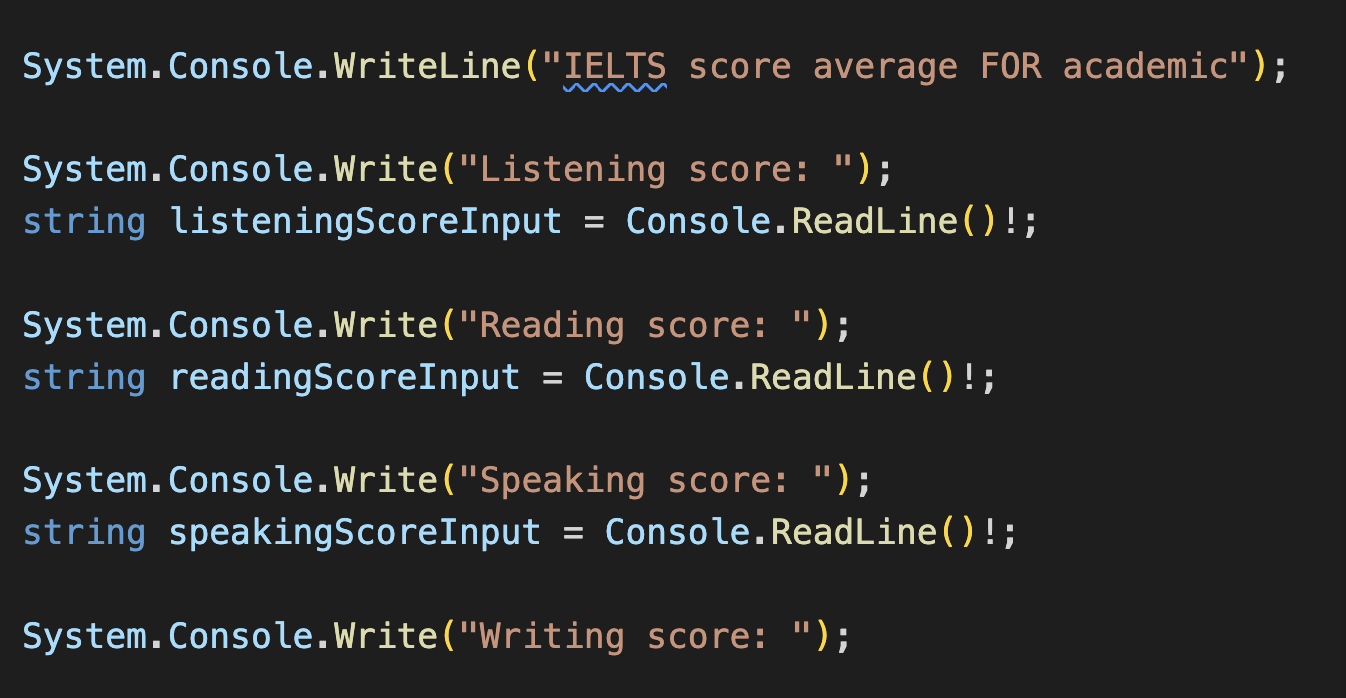 System.Console.WriteLine("IELTS score average FOR academic");
System.Console.Write("Listening score: ");
string listeningScoreInput = Console.ReadLine()!;
System.Console.Write("Reading score: ");
string readingScoreInput = Console.ReadLine()!;
System.Console.Write("Speaking score: ");
string speakingScoreInput = Console.ReadLine()!;
System.Console.Write("Writing score: ");